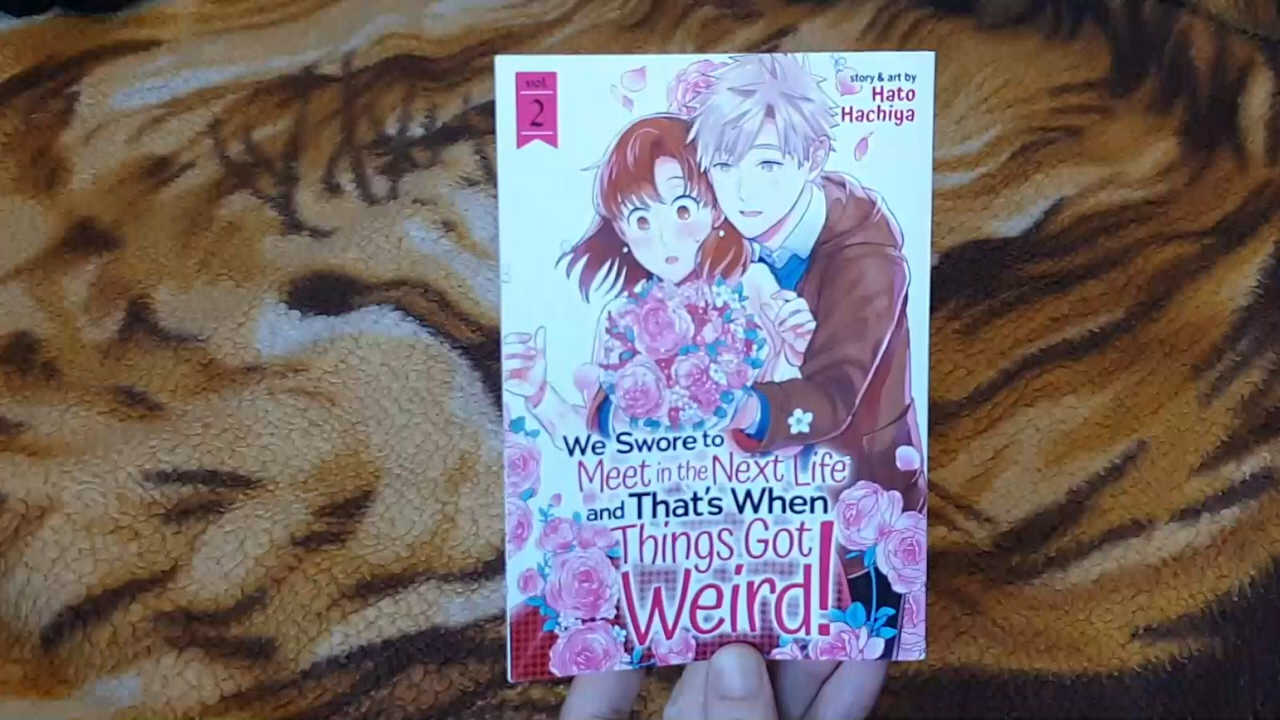 vol.
2
story & art by
Hato
Hachiya
We Swore to
Meet in the Next Life
and That's When
Things Got
Weird!